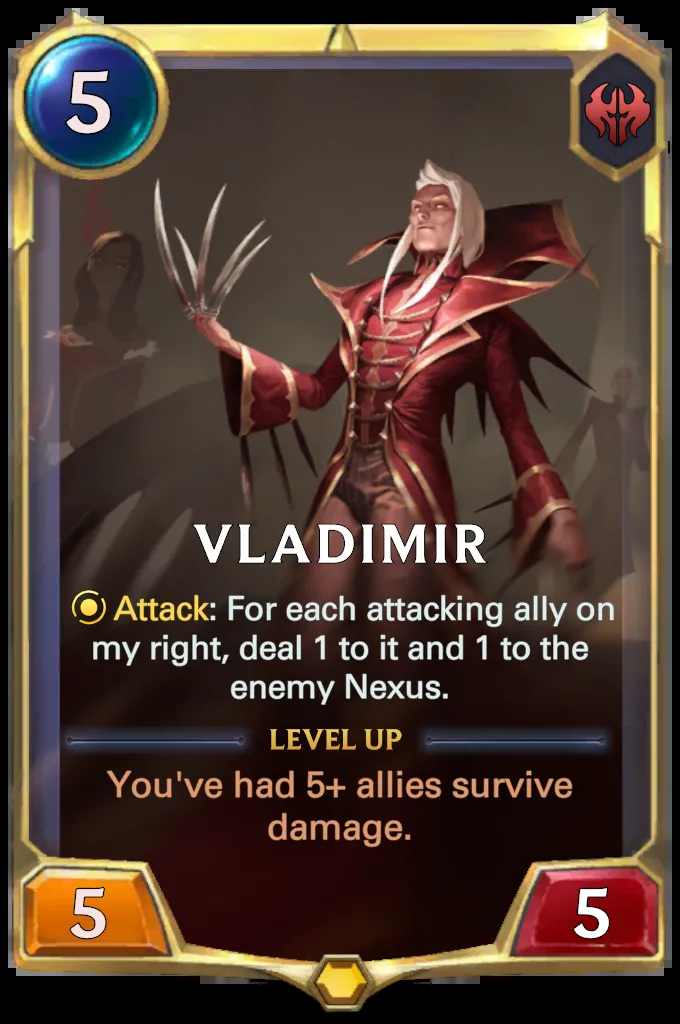 5
VLADIMIR
Attack: For each attacking ally on
my right, deal 1 to it and 1 to the
enemy Nexus.
LEVEL UP
You've had 5+ allies survive
damage.
5
5